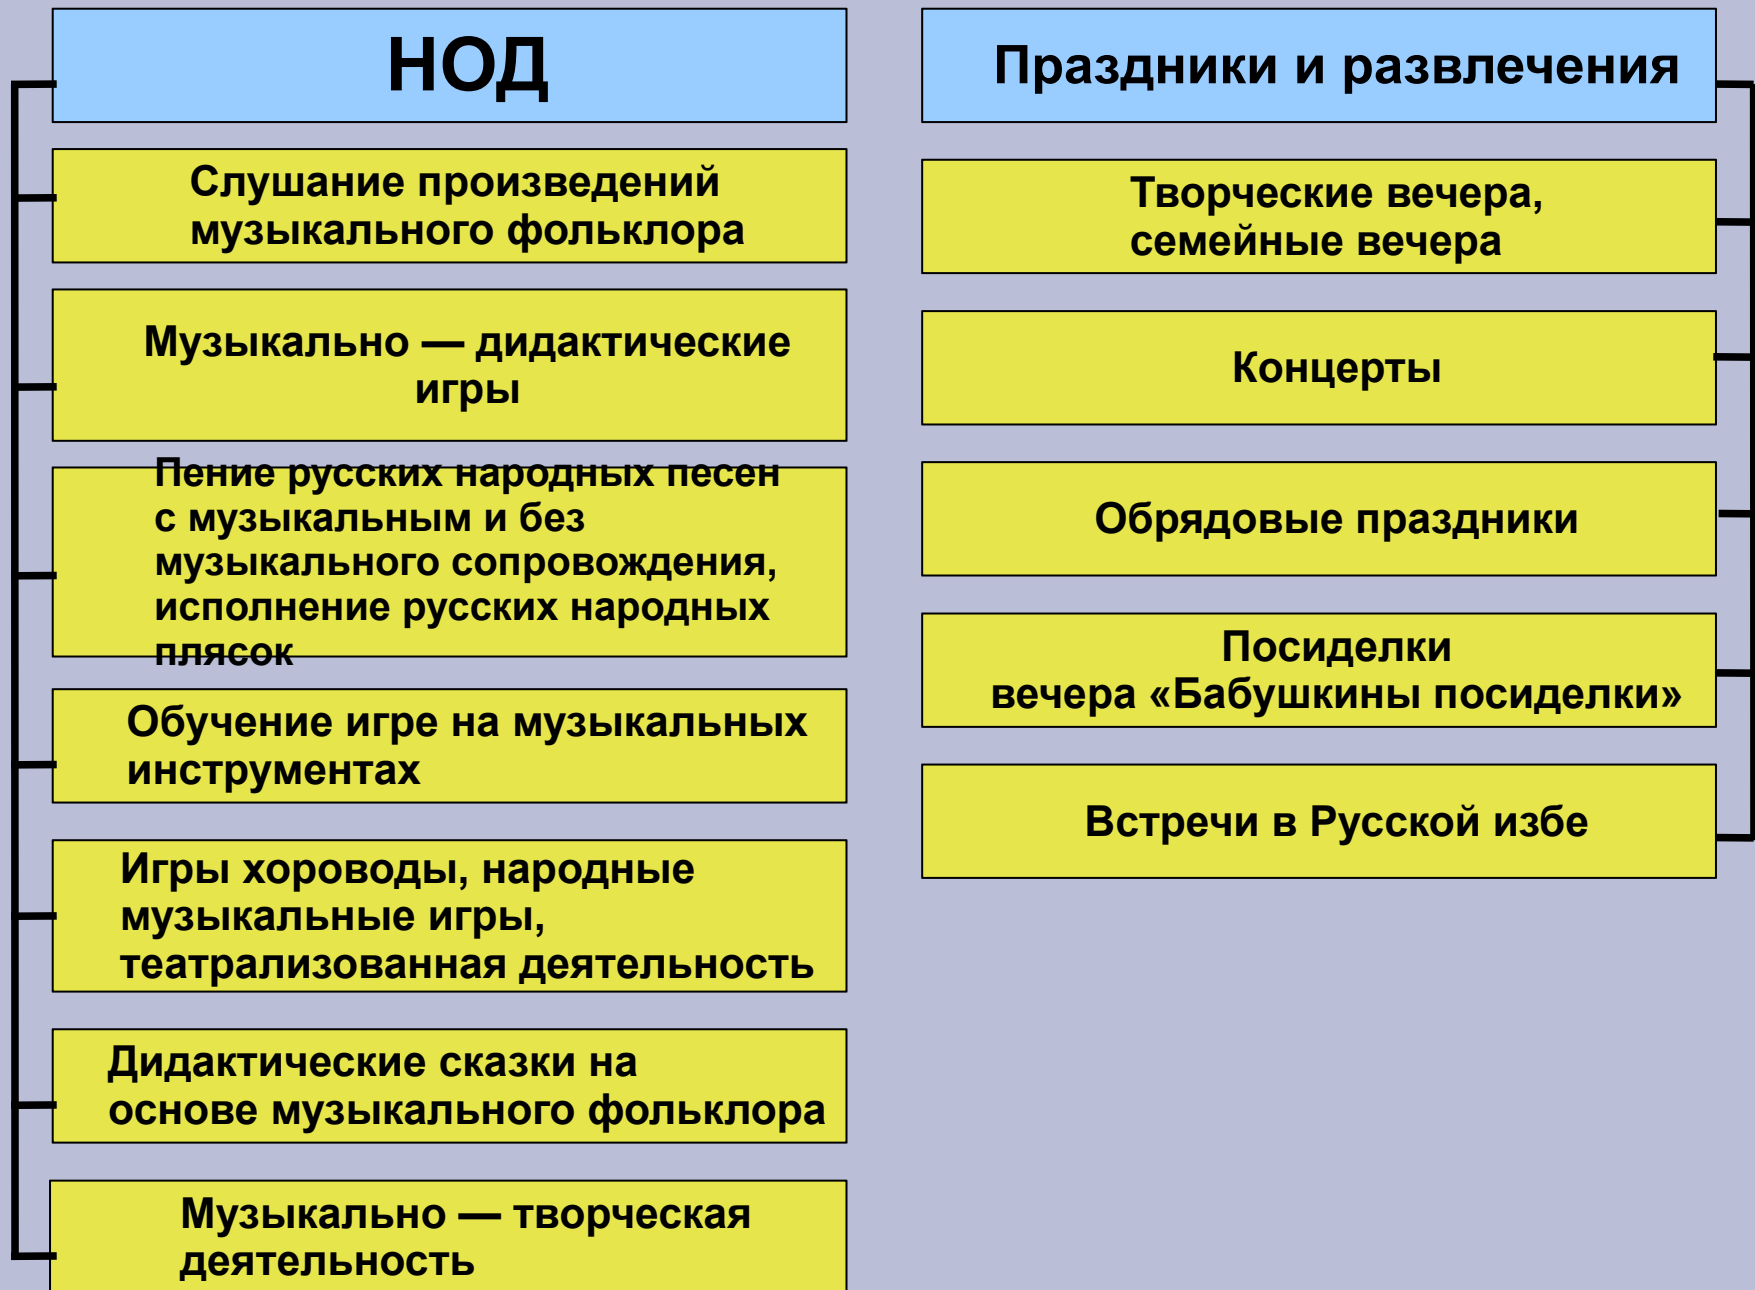 НОД
Слушание произведений
музыкального фольклора
Музыкально — дидактические
игры
Пение русских народных песен
с музыкальным и без
музыкального сопровождения,
исполнение русских народных
плясок
Обучение игре на музыкальных
инструментах
Игры хороводы, народные
музыкальные игры,
театрализованная деятельность
Дидактические сказки на
основе музыкального фольклора
Музыкально — творческая
деятельность
Праздники и развлечения
Творческие вечера,
семейные вечера
Концерты
Обрядовые праздники
Посиделки
вечера «Бабушкины посиделки»
Встречи в Русской избе